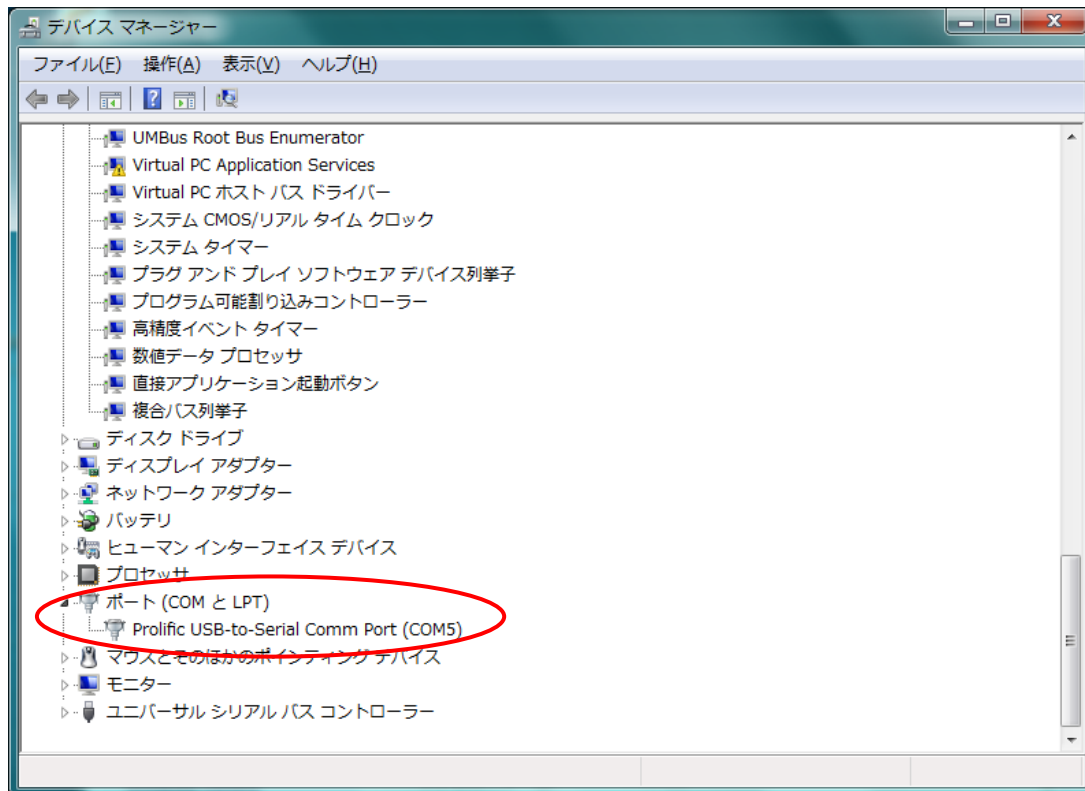 デバイス マネージャー
ファイル(F) 操作(A) 表示(V) ヘルプ(H)
UMBus Root Bus Enumerator
Virtual PC Application Services
Virtual PC ホスト バス ドライバー
システム CMOS/リアル タイム クロック
システム タイマー
プラグ アンド プレイ ソフトウェア デバイス列挙子
プログラム可能割り込みコントローラー
高精度イベント タイマー
数値データ プロセッサ
直接アプリケーション起動ボタン
複合バス列挙子
ディスク ドライブ
ディスプレイ アダプター
ネットワーク アダプター
バッテリ
ヒューマン インターフェイス デバイス
プロセッサ
ポート (COM と LPT)
Prolific USB-to-Serial Comm Port (COM5)
マウスとそのほかのポインティング デバイス
モニター
ユニバーサル シリアル バス コントローラー